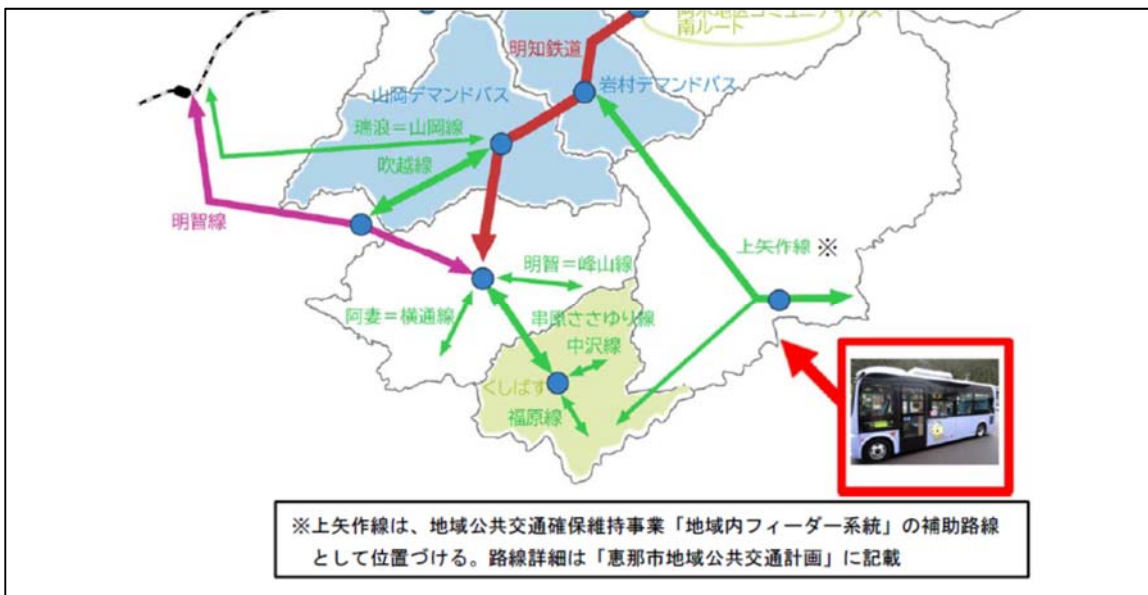 南ルート
明知鉄道
岩村デマンドバス
山岡デマンドバス
瑞浪=山岡線
吹越線
明智線
上矢作線 ※
明智=峰山線
阿妻=横通線
串原ささゆり線
中沢線
くしばす
福原線
※上矢作線は、地域公共交通確保維持事業「地域内フィーダー系統」の補助路線
として位置づける。路線詳細は「恵那市地域公共交通計画」に記載